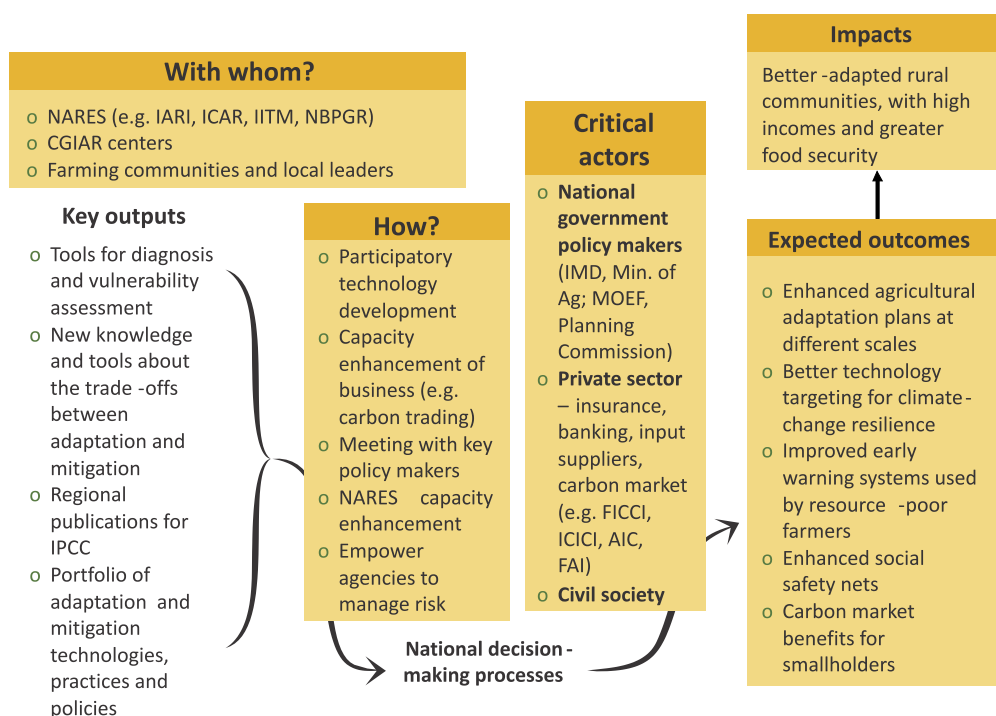 With whom?
o NARES (e.g. IARI, ICAR, IITM, NBPGR)
o CGIAR centers
o Farming communities and local leaders
Key outputs
o Tools for diagnosis
and vulnerability
assessment
o New knowledge
and tools about
the trade -offs
between
adaptation and
mitigation
o Regional
publications for
IPCC
o Portfolio of
adaptation and
mitigation
technologies,
practices and
policies
How?
o Participatory
technology
development
o Capacity
enhancement of
business (e.g.
carbon trading)
o Meeting with key
policy makers
o NARES capacity
enhancement
o Empower
agencies to
manage risk
National decision -
making processes
Critical
actors
o National
government
policy makers
(IMD, Min. of
Ag; MOEF,
Planning
Commission)
o Private sector
– insurance,
banking, input
suppliers,
carbon market
(e.g. FICCI,
ICICI, AIC,
FAI)
o Civil society
Impacts
Better -adapted rural
communities, with high
incomes and greater
food security
Expected outcomes
o Enhanced agricultural
adaptation plans at
different scales
o Better technology
targeting for climate-
change resilience
o Improved early
warning systems used
by resource -poor
farmers
o Enhanced social
safety nets
o Carbon market
benefits for
smallholders